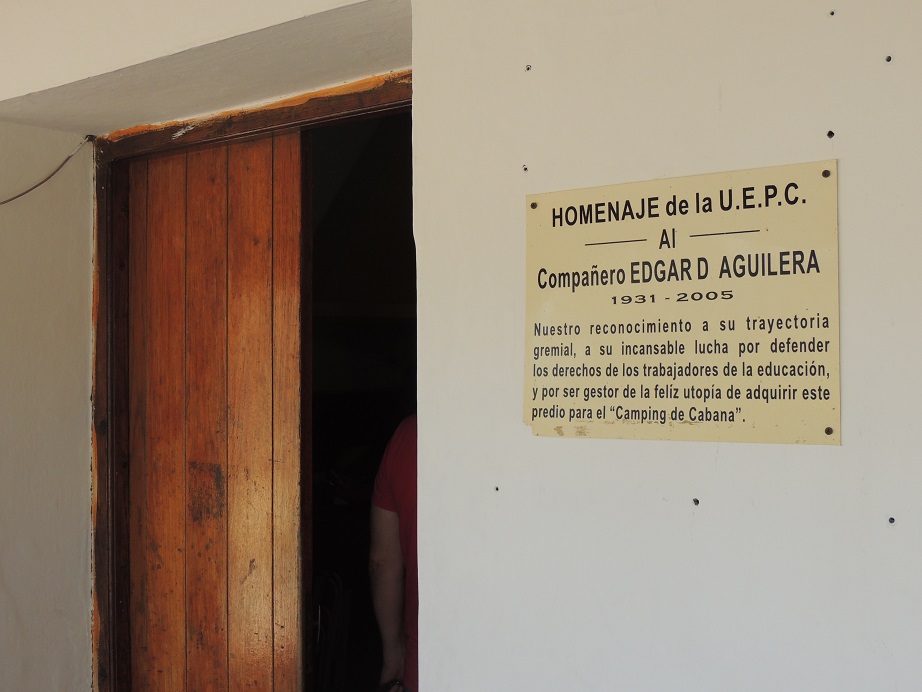 HOMENAJE de la U.E.P.C.
Al
Compañero EDGARD AGUILERA
1931 - 2005
Nuestro reconocimiento a su trayectoria
gremial, a su incansable lucha por defender
los derechos de los trabajadores de la educación,
y por ser gestor de la felíz utopía de adquirir este
predio para el “Camping de Cabana”.